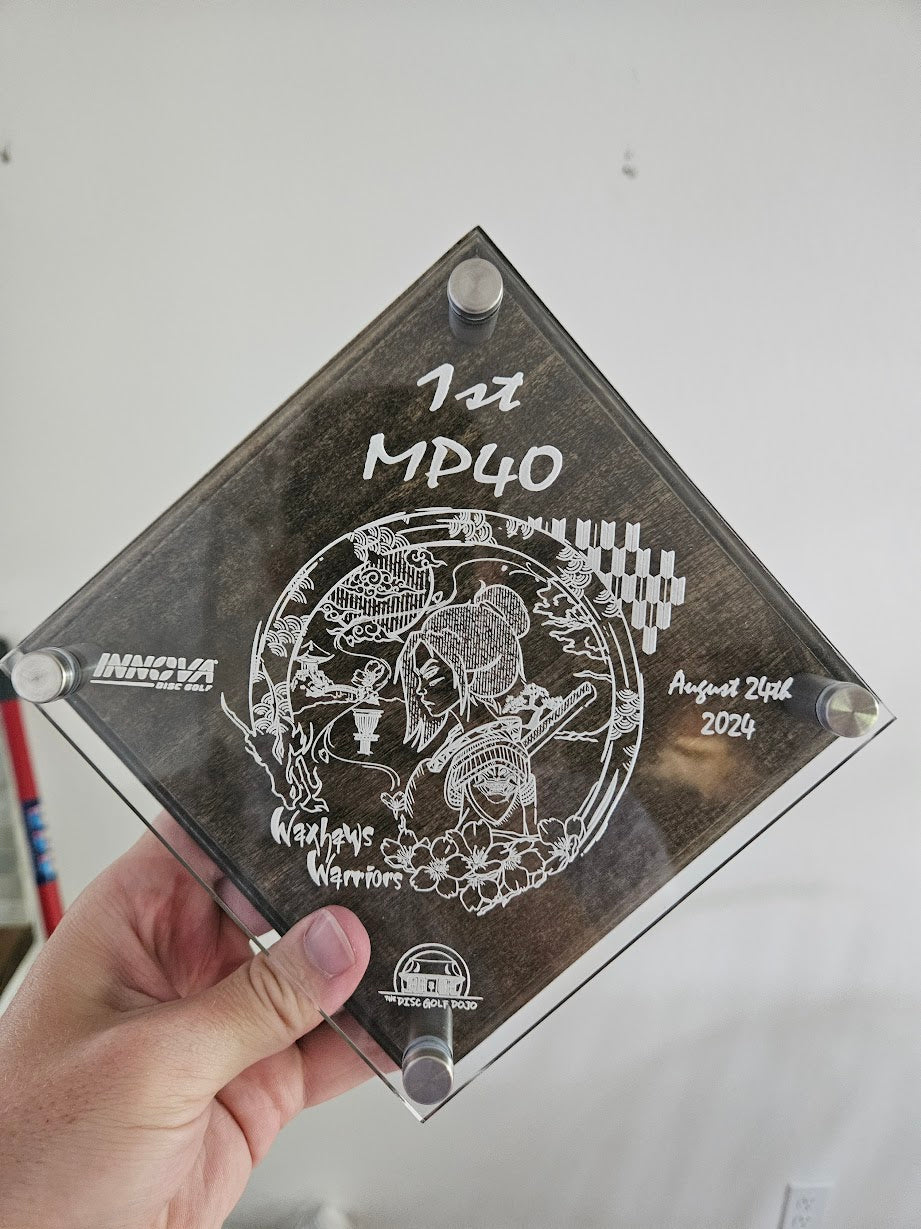 1st
MP40
INNOVA
DISC GOLF
August 24th
2024
Waxhaws
Warriors
THE DISC GOLF DOJO